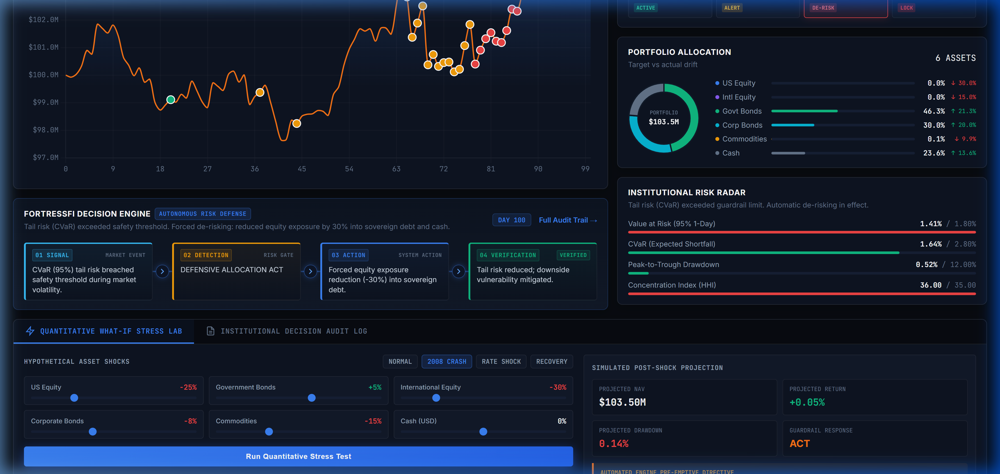 $102.0M
$101.0M
$100.0M
$99.0M
$98.0M
$97.0M
0 9 18 27 36 45 54 63 72 81 90 99
ACTIVE ALERT DE-RISK LOCK
PORTFOLIO ALLOCATION
Target vs actual drift
6 ASSETS
PORTFOLIO
$103.5M
US Equity 0.0% ↓ 30.0%
Intl Equity 0.0% ↓ 15.0%
Govt Bonds 46.3% ↑ 21.3%
Corp Bonds 30.0% ↑ 20.0%
Commodities 0.1% ↓ 9.9%
Cash 23.6% ↑ 13.6%
FORTRESSFI DECISION ENGINE AUTONOMOUS RISK DEFENSE
Tail risk (CVaR) exceeded safety threshold. Forced de-risking: reduced equity exposure by 30% into sovereign debt and cash.
DAY 100 Full Audit Trail →
01 SIGNAL MARKET EVENT
CVaR (95%) tail risk breached
safety threshold during market
volatility.
02 DETECTION RISK GATE
DEFENSIVE ALLOCATION ACT
03 ACTION SYSTEM ACTION
Forced equity exposure
reduction (-30%) into sovereign
debt.
04 VERIFICATION VERIFIED
Tail risk reduced; downside
vulnerability mitigated.
INSTITUTIONAL RISK RADAR
Tail risk (CVaR) exceeded guardrail limit. Automatic de-risking in effect.
Value at Risk (95% 1-Day) 1.41% / 1.80%
CVaR (Expected Shortfall) 1.64% / 2.80%
Peak-to-Trough Drawdown 0.52% / 12.00%
Concentration Index (HHI) 36.00 / 35.00
QUANTITATIVE WHAT-IF STRESS LAB INSTITUTIONAL DECISION AUDIT LOG
HYPOTHETICAL ASSET SHOCKS NORMAL 2008 CRASH RATE SHOCK RECOVERY
US Equity -25% Government Bonds +5% International Equity -30%
Corporate Bonds -8% Commodities -15% Cash (USD) 0%
Run Quantitative Stress Test
SIMULATED POST-SHOCK PROJECTION
PROJECTED NAV
$103.50M
PROJECTED RETURN
+0.05%
PROJECTED DRAWDOWN
0.14%
GUARDRAIL RESPONSE
ACT
AUTOMATED ENGINE PRE-EMPTIVE DIRECTIVE